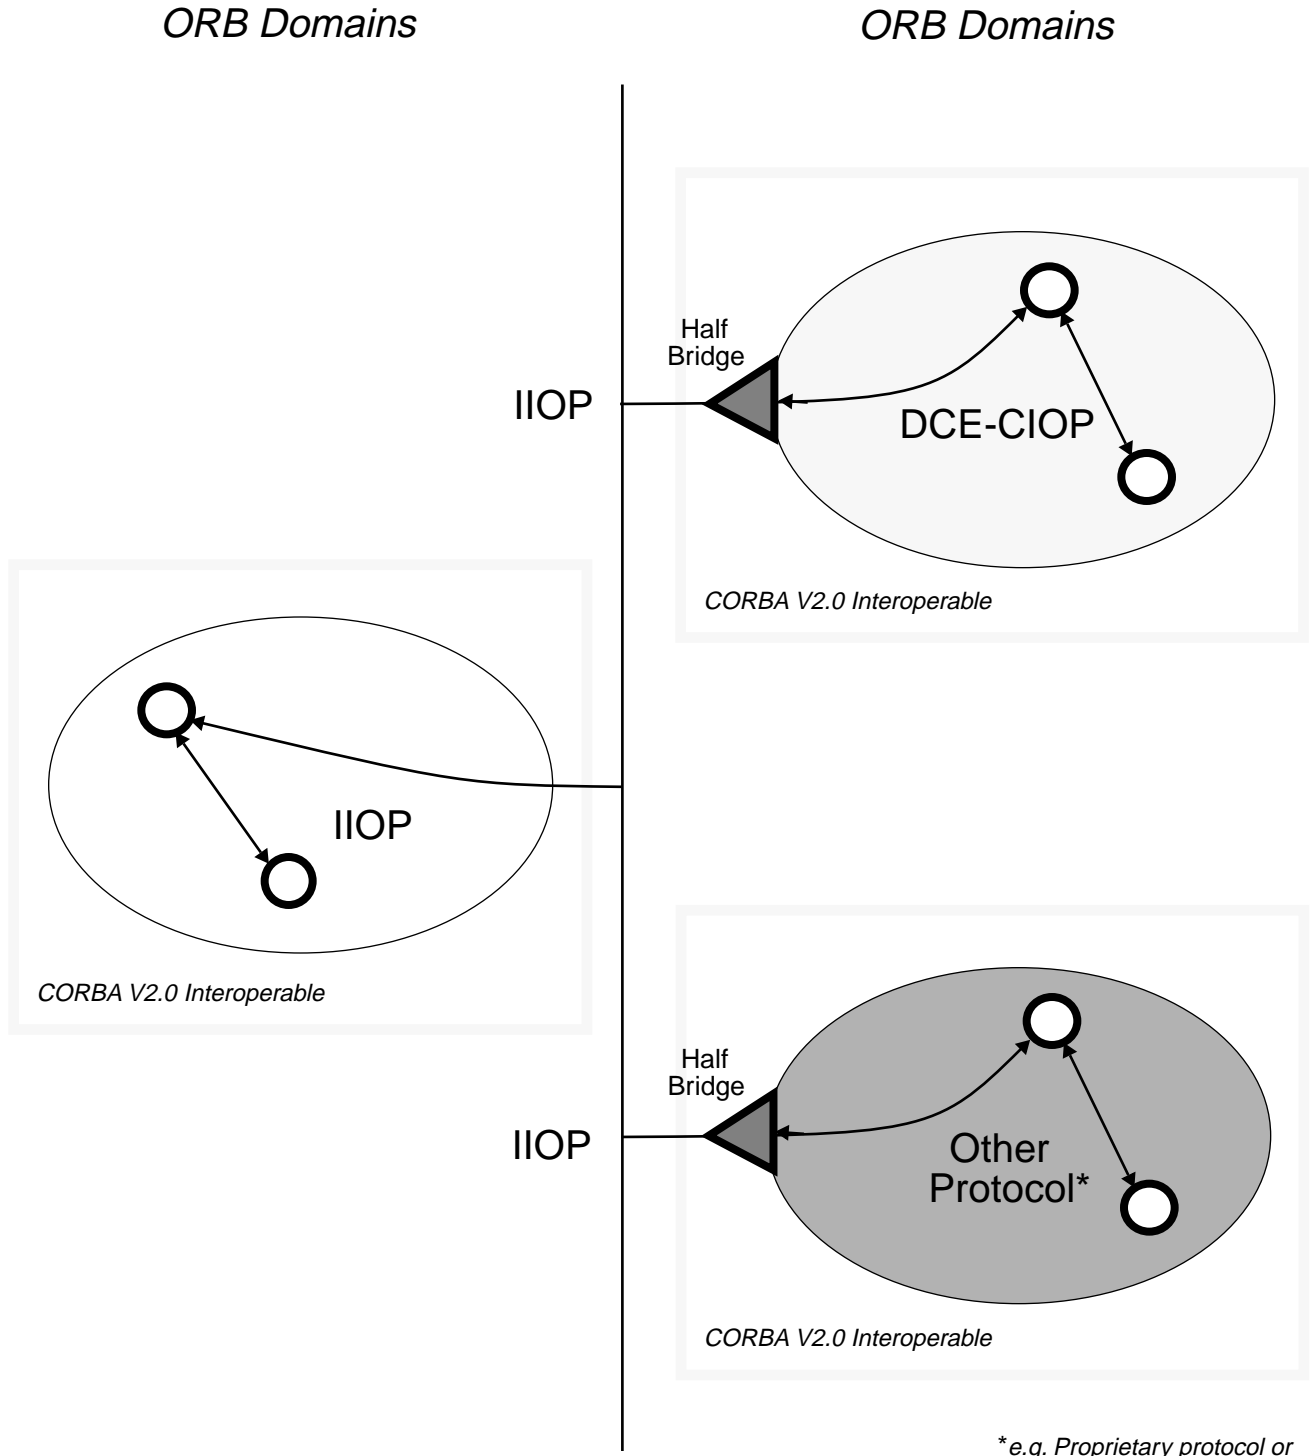 ORB Domains
ORB Domains
Half
Bridge
IIOP
DCE-CIOP
CORBA V2.0 Interoperable
IIOP
CORBA V2.0 Interoperable
Half
Bridge
IIOP
Other
Protocol*
CORBA V2.0 Interoperable
*e.g. Proprietary protocol or